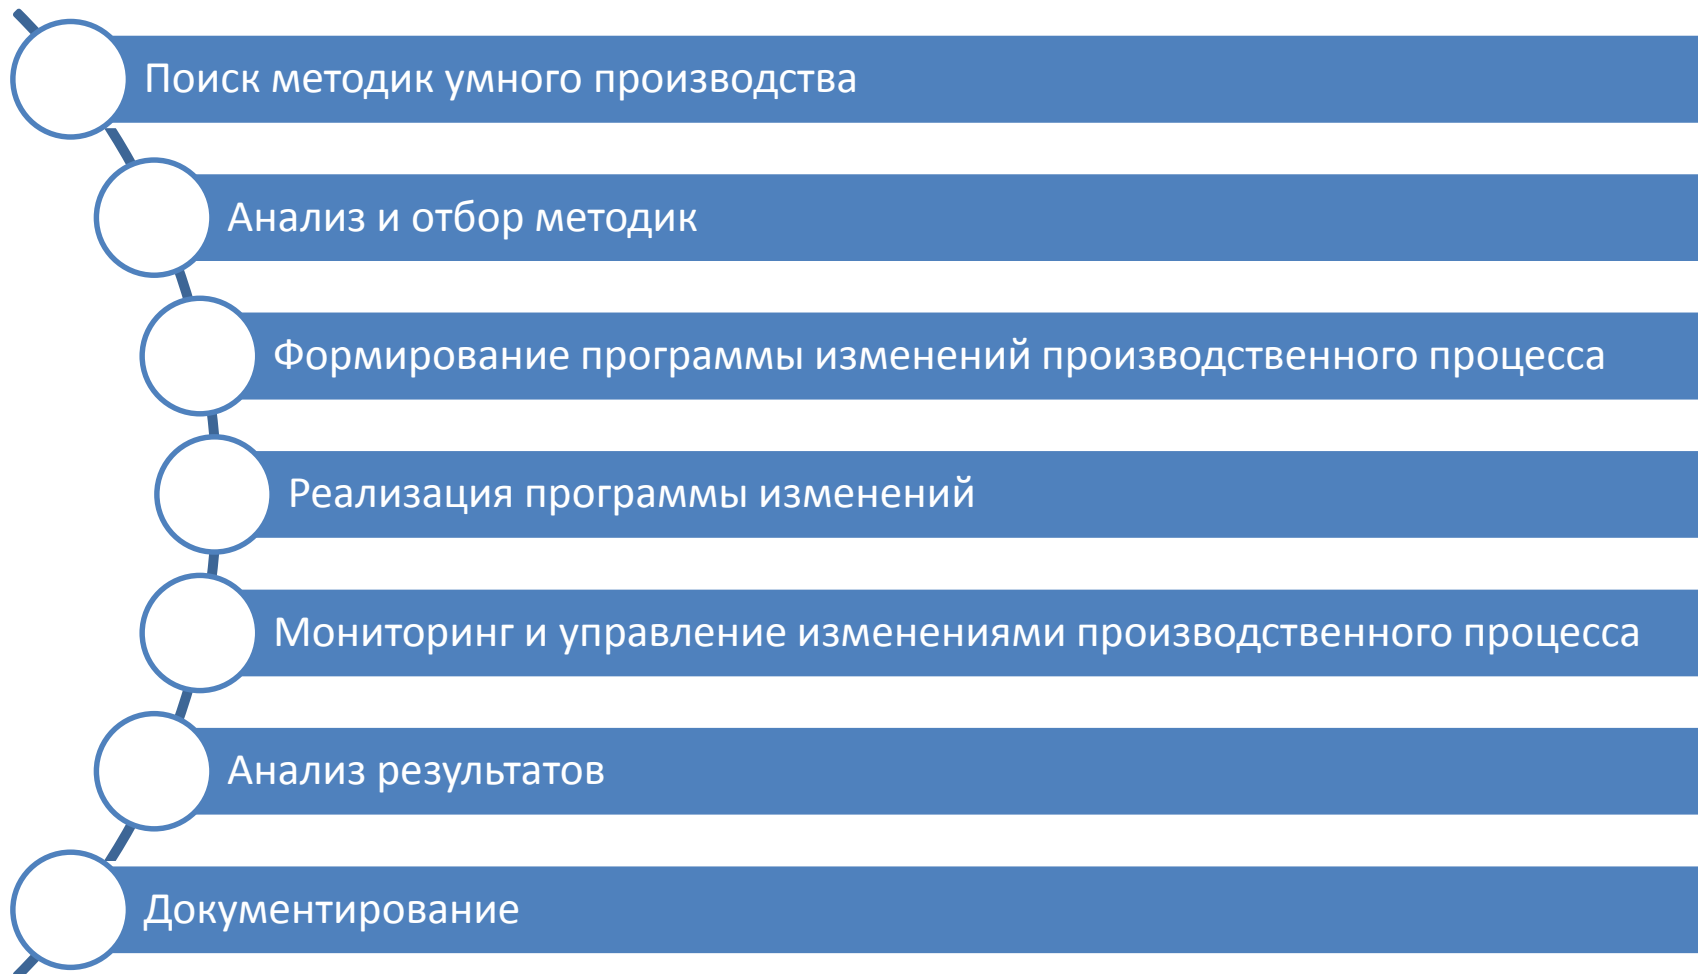 Поиск методик умного производства
Анализ и отбор методик
Формирование программы изменений производственного процесса
Реализация программы изменений
Мониторинг и управление изменениями производственного процесса
Анализ результатов
Документирование